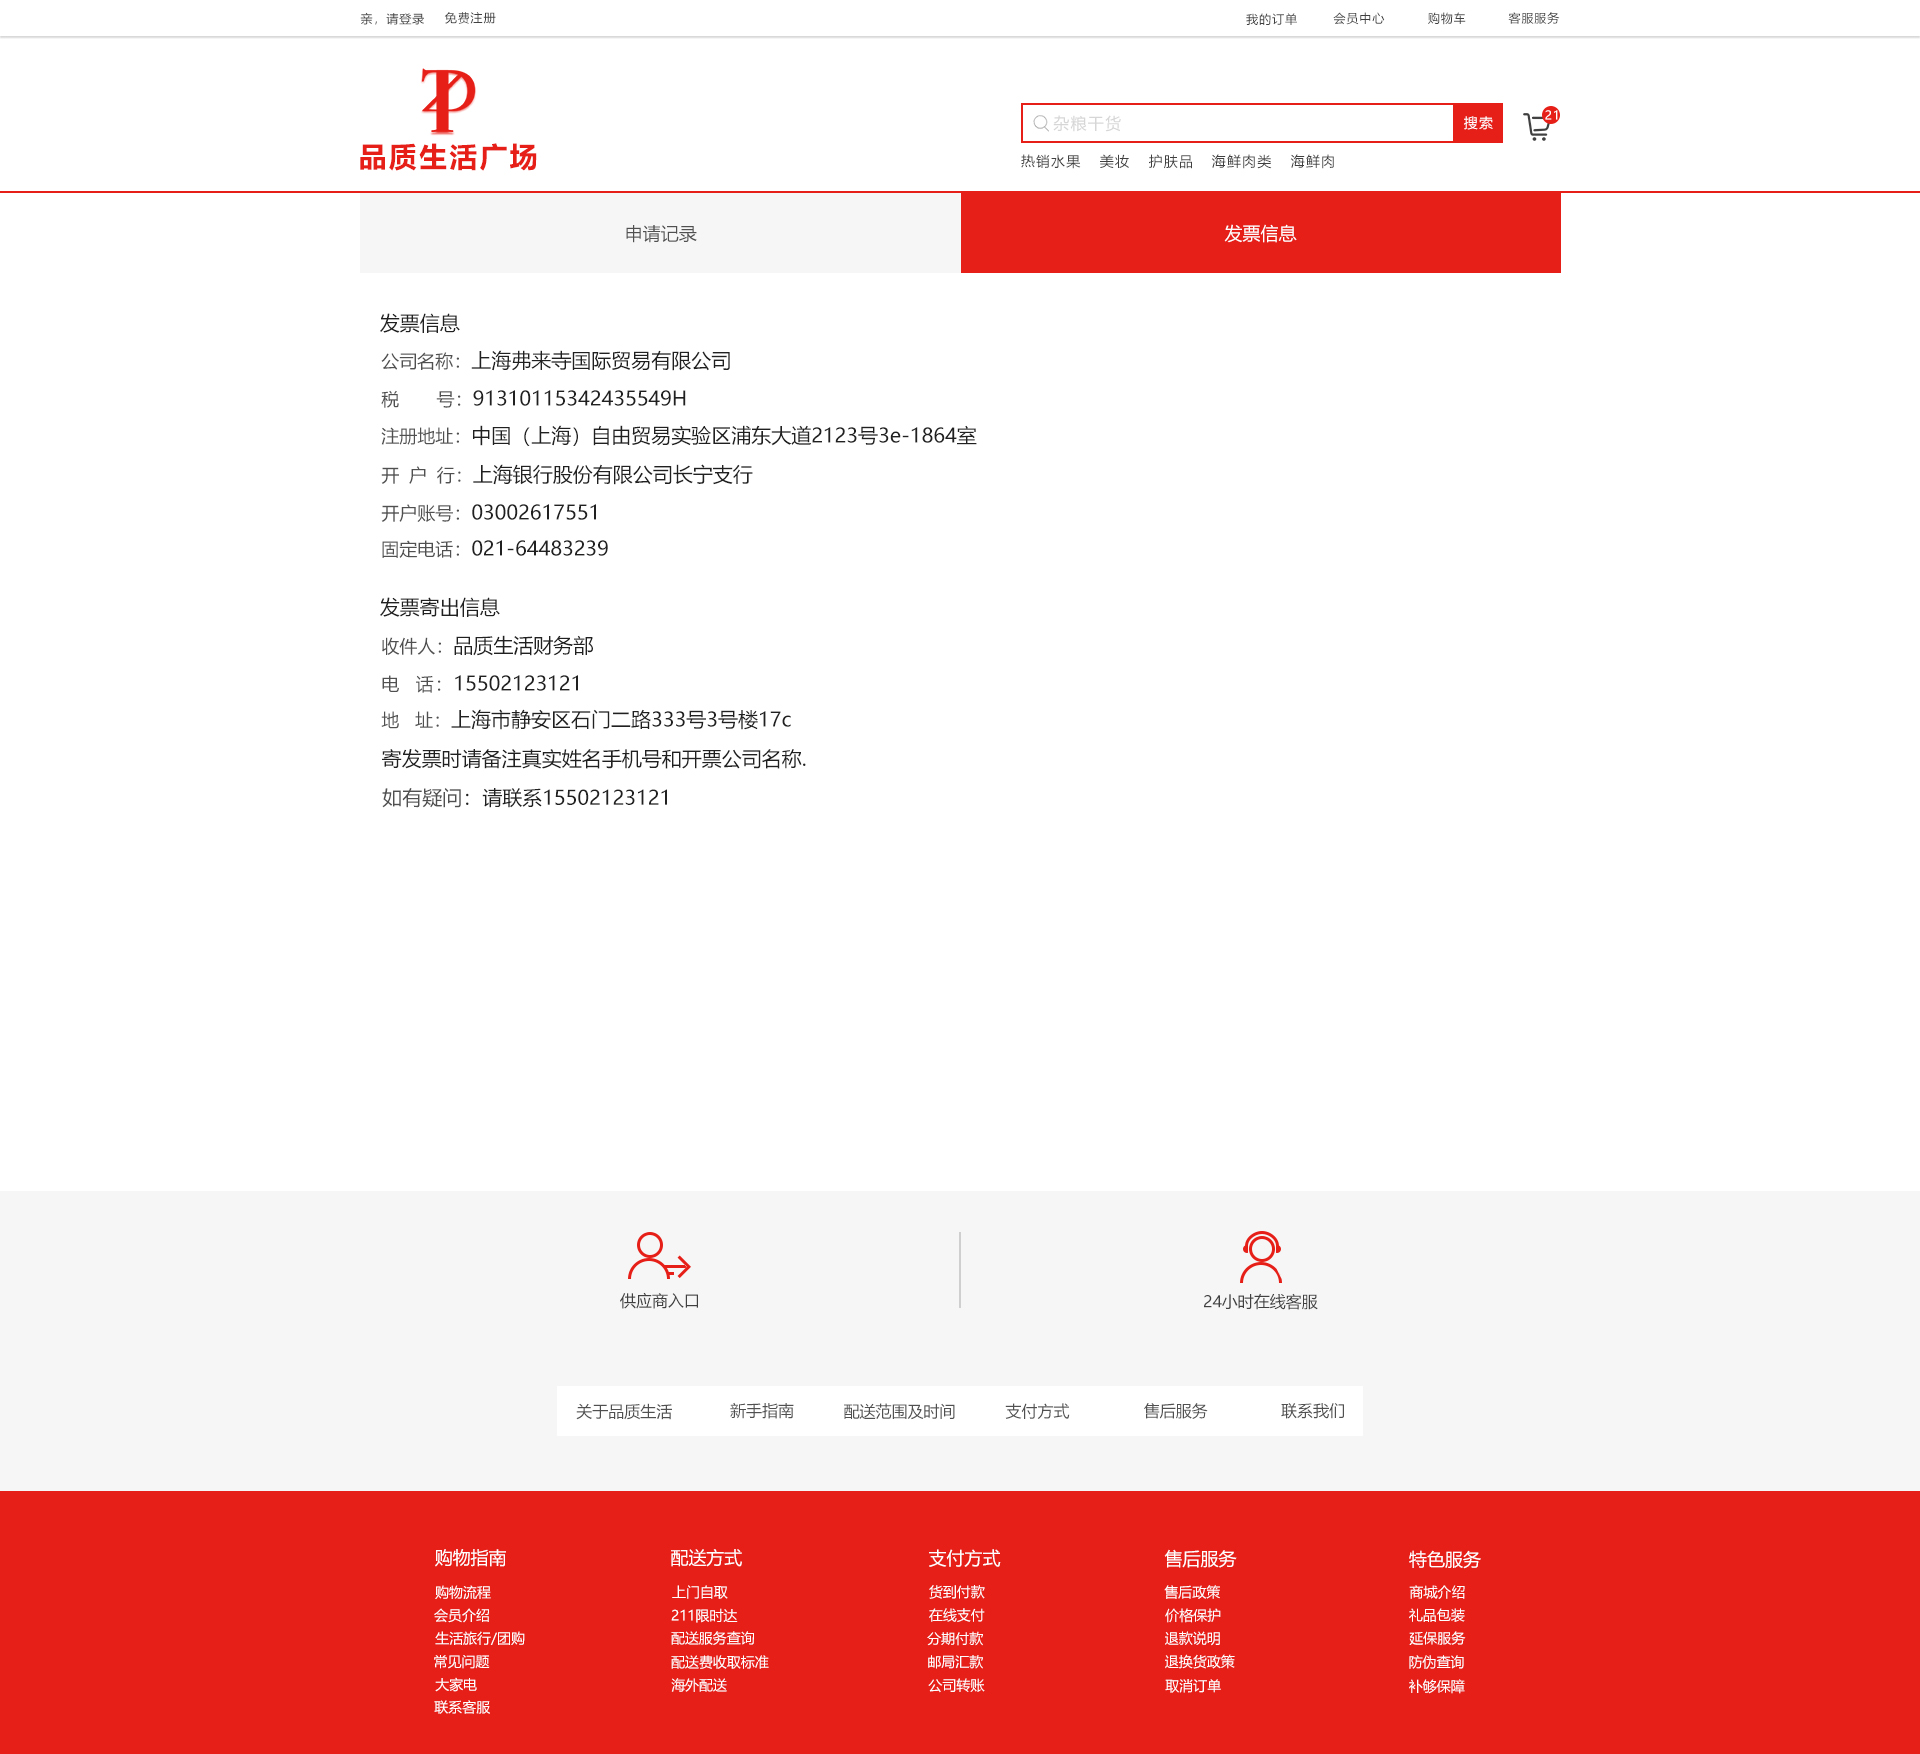 亲，请登录 免费注册 我的订单 会员中心 购物车 客服服务
品质生活广场
杂粮干货 搜索 21
热销水果 美妆 护肤品 海鲜肉类 海鲜肉
申请记录 发票信息
发票信息
公司名称：上海弗来寺国际贸易有限公司
税 号：91310115342435549H
注册地址：中国（上海）自由贸易实验区浦东大道2123号3e-1864室
开 户 行：上海银行股份有限公司长宁支行
开户账号：03002617551
固定电话：021-64483239
发票寄出信息
收件人：品质生活财务部
电 话：15502123121
地 址：上海市静安区石门二路333号3号楼17c
寄发票时请备注真实姓名手机号和开票公司名称.
如有疑问：请联系15502123121
供应商入口 24小时在线客服
关于品质生活 新手指南 配送范围及时间 支付方式 售后服务 联系我们
购物指南 配送方式 支付方式 售后服务 特色服务
购物流程 上门自取 货到付款 售后政策 商城介绍
会员介绍 211限时达 在线支付 价格保护 礼品包装
生活旅行/团购 配送服务查询 分期付款 退款说明 延保服务
常见问题 配送费收取标准 邮局汇款 退换货政策 防伪查询
大家电 海外配送 公司转账 取消订单 补够保障
联系客服